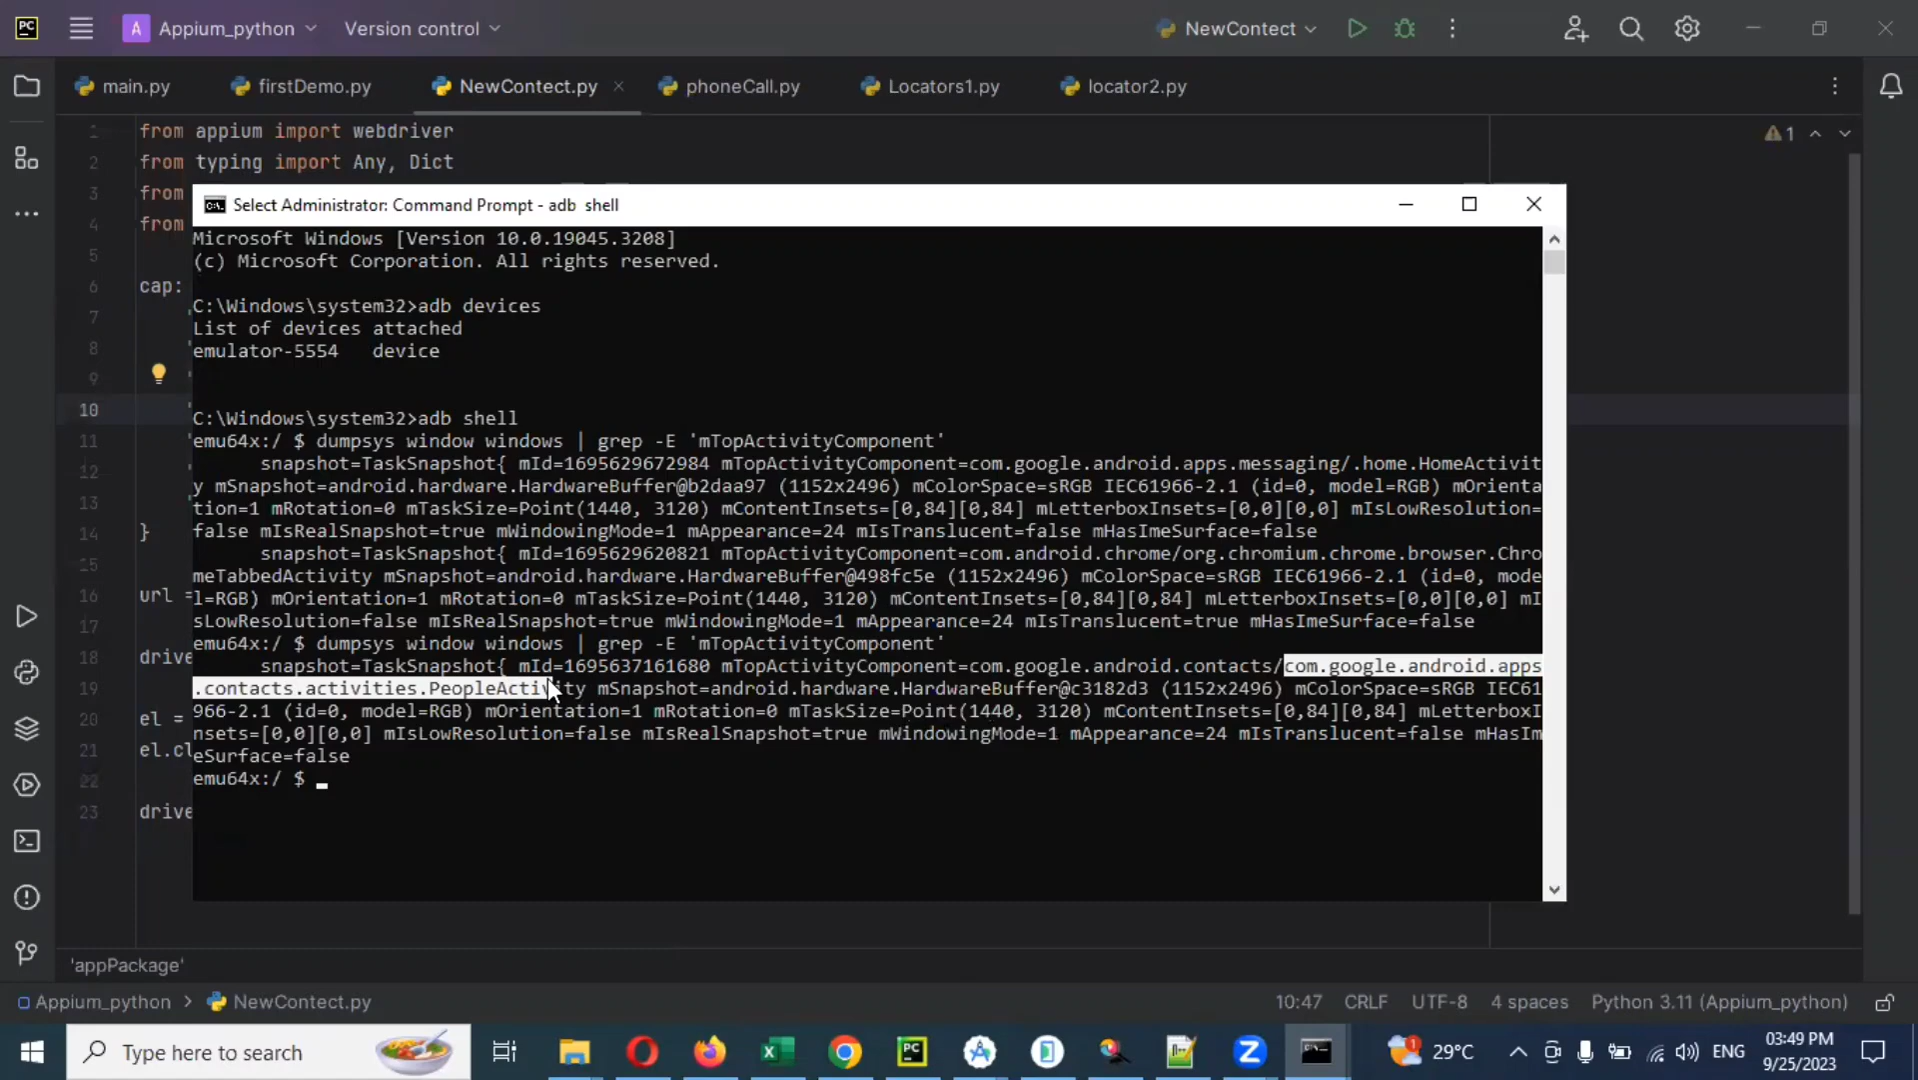 PC
A Appium_python
Version control
NewContect
main.py
firstDemo.py
NewContect.py
phoneCall.py
Locators1.py
locator2.py
1 from appium import webdriver
1
2 from typing import Any, Dict
3 from
4 from
5
6 cap:
7
8
9
10
11
12
13
14 }
15
16 url =
17
18 drive
19
20 el =
21 el.cl
22
23 drive
Select Administrator: Command Prompt - adb shell
Microsoft Windows [Version 10.0.19045.3208]
(c) Microsoft Corporation. All rights reserved.
C:\Windows\system32>adb devices
List of devices attached
emulator-5554 device
C:\Windows\system32>adb shell
emu64x:/ $ dumpsys window windows | grep -E 'mTopActivityComponent'
snapshot=TaskSnapshot{ mId=1695629672984 mTopActivityComponent=com.google.android.apps.messaging/.home.HomeActivit
y mSnapshot=android.hardware.HardwareBuffer@b2daa97 (1152x2496) mColorSpace=sRGB IEC61966-2.1 (id=0, model=RGB) mOrienta
tion=1 mRotation=0 mTaskSize=Point(1440, 3120) mContentInsets=[0,84][0,84] mLetterboxInsets=[0,0][0,0] mIsLowResolution=
false mIsRealSnapshot=true mWindowingMode=1 mAppearance=24 mIsTranslucent=false mHasImeSurface=false
snapshot=TaskSnapshot{ mId=1695629620821 mTopActivityComponent=com.android.chrome/org.chromium.chrome.browser.Chro
meTabbedActivity mSnapshot=android.hardware.HardwareBuffer@498fc5e (1152x2496) mColorSpace=sRGB IEC61966-2.1 (id=0, mode
l=RGB) mOrientation=1 mRotation=0 mTaskSize=Point(1440, 3120) mContentInsets=[0,84][0,84] mLetterboxInsets=[0,0][0,0] mI
sLowResolution=false mIsRealSnapshot=true mWindowingMode=1 mAppearance=24 mIsTranslucent=true mHasImeSurface=false
emu64x:/ $ dumpsys window windows | grep -E 'mTopActivityComponent'
snapshot=TaskSnapshot{ mId=1695637161680 mTopActivityComponent=com.google.android.contacts/com.google.android.apps
.contacts.activities.PeopleActivity mSnapshot=android.hardware.HardwareBuffer@c3182d3 (1152x2496) mColorSpace=sRGB IEC61
966-2.1 (id=0, model=RGB) mOrientation=1 mRotation=0 mTaskSize=Point(1440, 3120) mContentInsets=[0,84][0,84] mLetterboxI
nsets=[0,0][0,0] mIsLowResolution=false mIsRealSnapshot=true mWindowingMode=1 mAppearance=24 mIsTranslucent=false mHasIm
eSurface=false
emu64x:/ $
'appPackage'
Appium_python > NewContect.py
10:47 CRLF UTF-8 4 spaces Python 3.11 (Appium_python)
Type here to search
PC
1
29°C
ENG
03:49 PM
9/25/2023